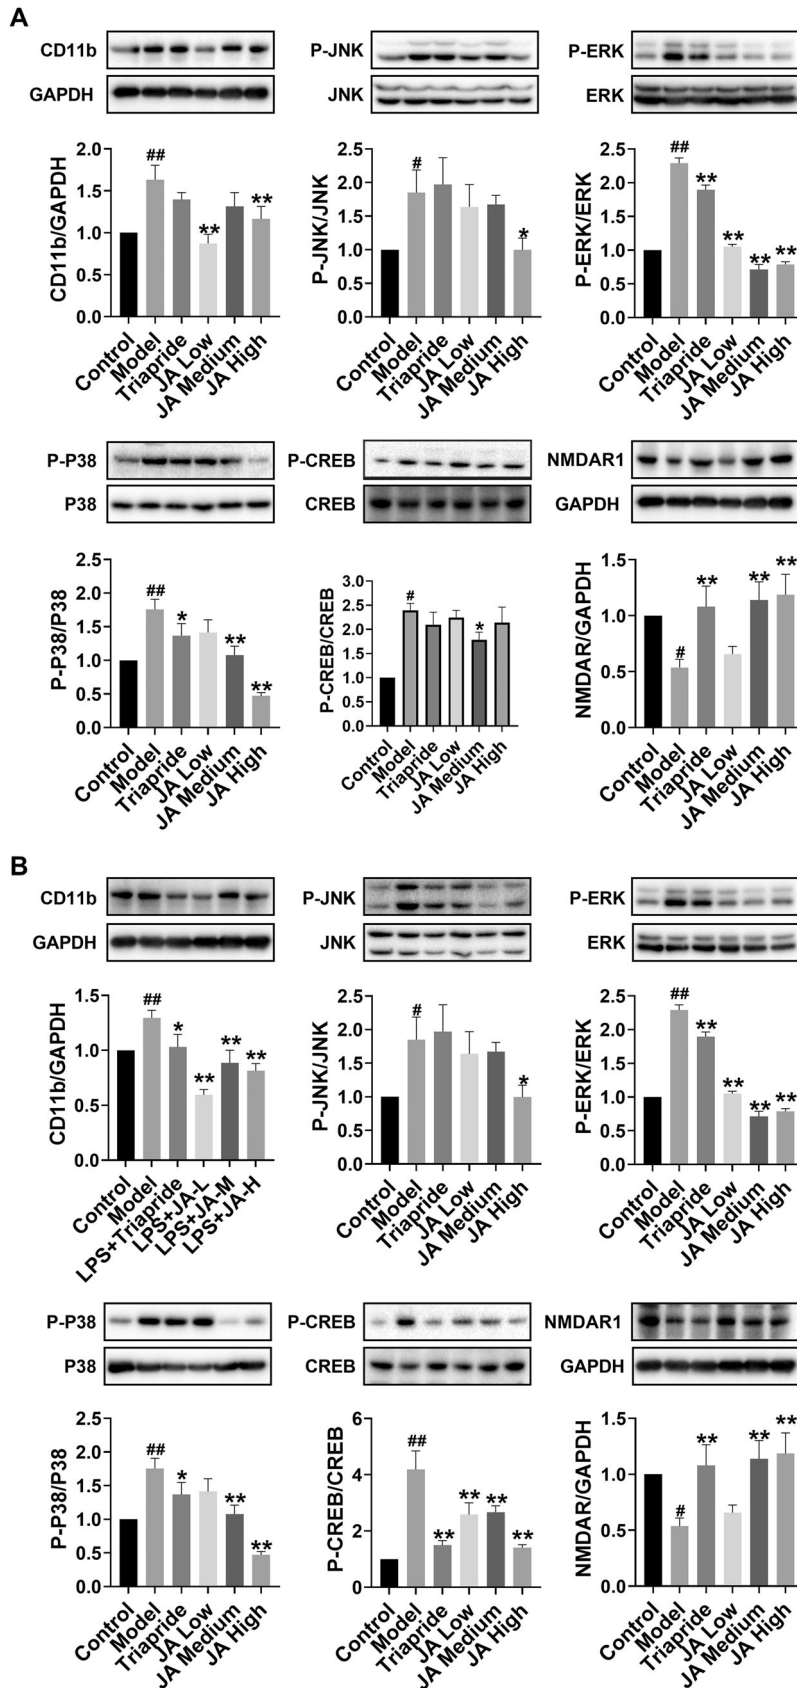 A
CD11b
GAPDH
P-JNK
JNK
P-ERK
ERK
CD11b/GAPDH
2.0
1.5
1.0
0.5
0.0
##
**
**
Control
Model
Triapride
JA Low
JA Medium
JA High
P-JNK/JNK
2.5
2.0
1.5
1.0
0.5
0.0
#
*
Control
Model
Triapride
JA Low
JA Medium
JA High
P-ERK/ERK
2.5
2.0
1.5
1.0
0.5
0.0
##
**
**
**
**
Control
Model
Triapride
JA Low
JA Medium
JA High
P-P38
P38
P-CREB
CREB
NMDAR1
GAPDH
P-P38/P38
2.5
2.0
1.5
1.0
0.5
0.0
##
*
**
**
Control
Model
Triapride
JA Low
JA Medium
JA High
P-CREB/CREB
3.0
2.5
2.0
1.5
1.0
0.5
0.0
#
*
Control
Model
Triapride
JA Low
JA Medium
JA High
NMDAR/GAPDH
1.5
1.0
0.5
0.0
#
**
**
**
Control
Model
Triapride
JA Low
JA Medium
JA High
B
CD11b
GAPDH
P-JNK
JNK
P-ERK
ERK
CD11b/GAPDH
1.5
1.0
0.5
0.0
##
*
**
**
**
Control
Model
LPS+Triapride
LPS+JA-L
LPS+JA-M
LPS+JA-H
P-JNK/JNK
2.5
2.0
1.5
1.0
0.5
0.0
#
*
Control
Model
Triapride
JA Low
JA Medium
JA High
P-ERK/ERK
2.5
2.0
1.5
1.0
0.5
0.0
##
**
**
**
**
Control
Model
Triapride
JA Low
JA Medium
JA High
P-P38
P38
P-CREB
CREB
NMDAR1
GAPDH
P-P38/P38
2.5
2.0
1.5
1.0
0.5
0.0
##
*
**
**
Control
Model
Triapride
JA Low
JA Medium
JA High
P-CREB/CREB
6
4
2
0
##
**
**
**
**
Control
Model
Triapride
JA Low
JA Medium
JA High
NMDAR/GAPDH
1.5
1.0
0.5
0.0
#
**
**
**
Control
Model
Triapride
JA Low
JA Medium
JA High